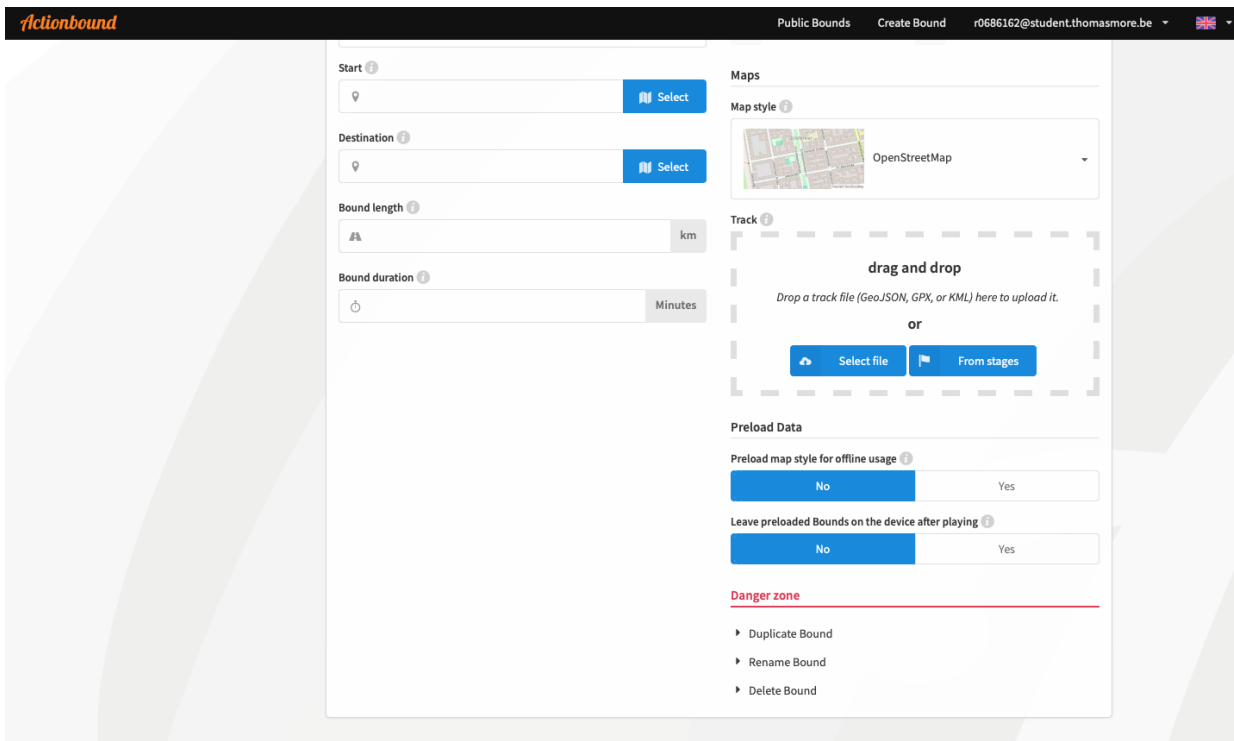 Actionbound
Public Bounds
Create Bound
r0686162@student.thomasmore.be
Start
Select
Destination
Select
Bound length
km
Bound duration
Minutes
Maps
Map style
OpenStreetMap
Track
drag and drop
Drop a track file (GeoJSON, GPX, or KML) here to upload it.
or
Select file
From stages
Preload Data
Preload map style for offline usage
No
Yes
Leave preloaded Bounds on the device after playing
No
Yes
Danger zone
Duplicate Bound
Rename Bound
Delete Bound